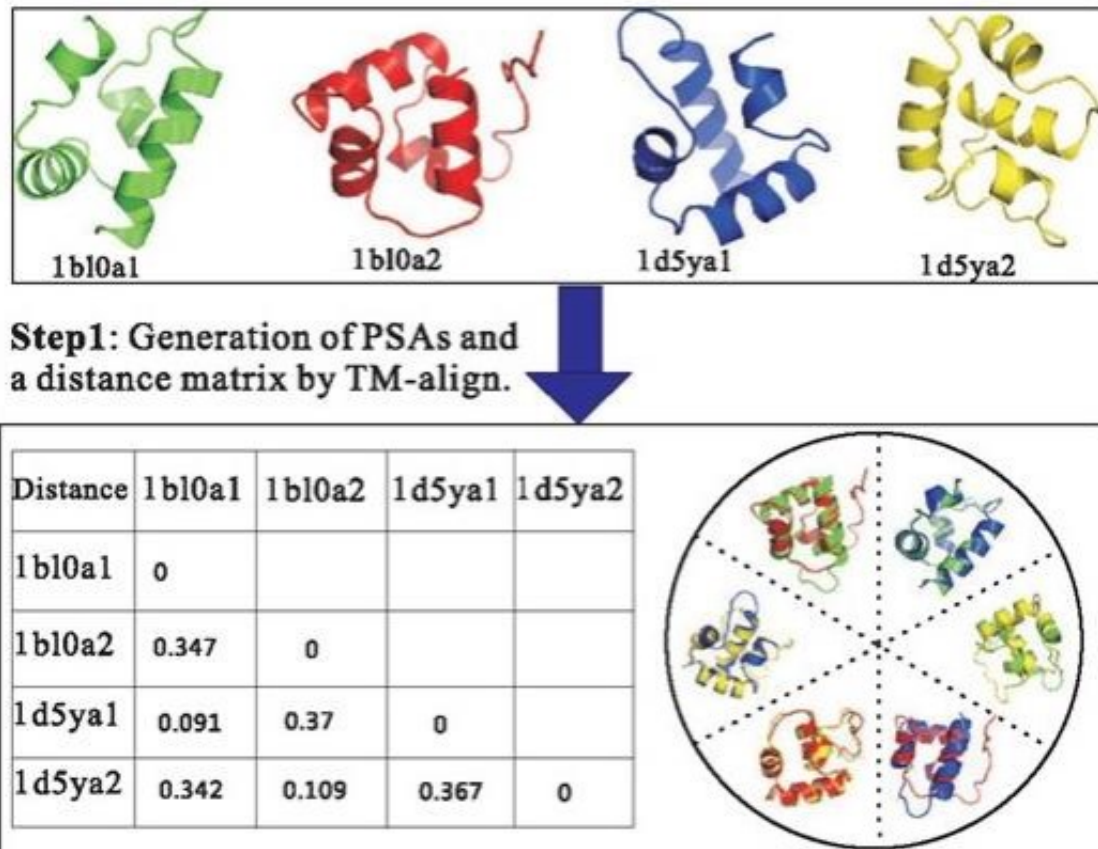 1bl0a1 1bl0a2 1d5ya1 1d5ya2
Step1: Generation of PSAs and
a distance matrix by TM-align.
Distance 1bl0a1 1bl0a2 1d5ya1 1d5ya2
1bl0a1 0
1bl0a2 0.347 0
1d5ya1 0.091 0.37 0
1d5ya2 0.342 0.109 0.367 0